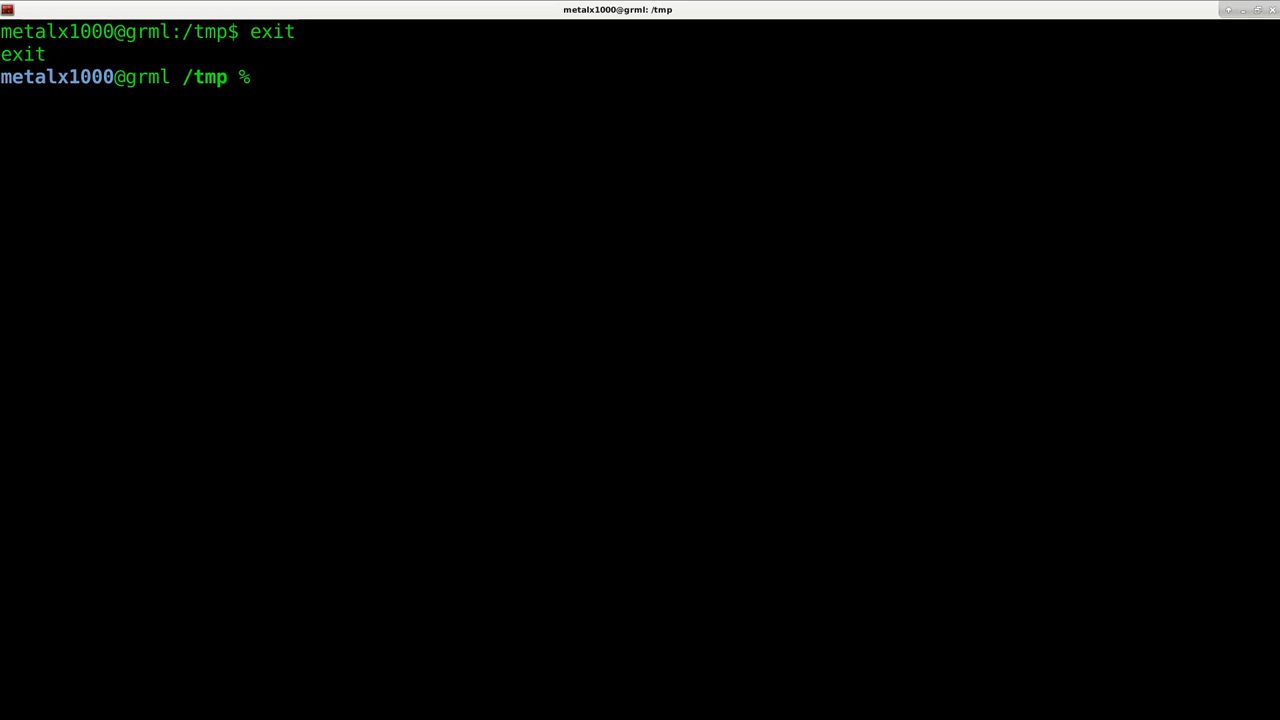 metalx1000@grml: /tmp
metalx1000@grml:/tmp$ exit
exit
metalx1000@grml /tmp %